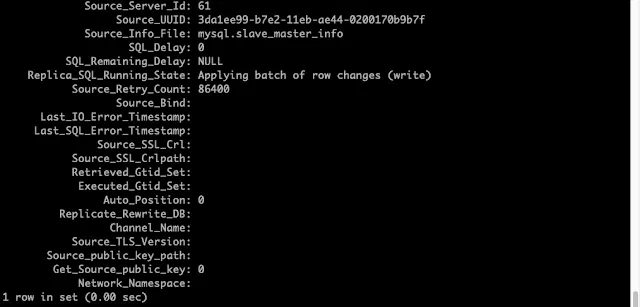 Source_Server_Id: 61
Source_UUID: 3da1ee99-b7e2-11eb-ae44-0200170b9b7f
Source_Info_File: mysql.slave_master_info
SQL_Delay: 0
SQL_Remaining_Delay: NULL
Replica_SQL_Running_State: Applying batch of row changes (write)
Source_Retry_Count: 86400
Source_Bind:
Last_IO_Error_Timestamp:
Last_SQL_Error_Timestamp:
Source_SSL_Crl:
Source_SSL_Crlpath:
Retrieved_Gtid_Set:
Executed_Gtid_Set:
Auto_Position: 0
Replicate_Rewrite_DB:
Channel_Name:
Source_TLS_Version:
Source_public_key_path:
Get_Source_public_key: 0
Network_Namespace:
1 row in set (0.00 sec)